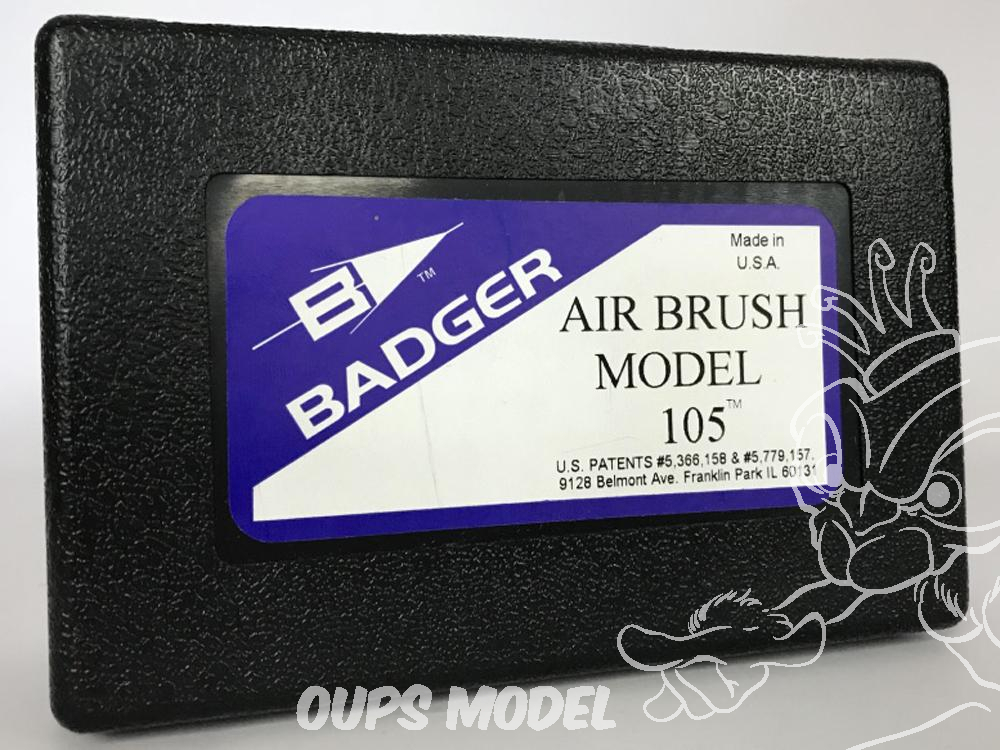 B™
BADGER
Made in
U.S.A.
AIR BRUSH
MODEL
105™
U.S. PATENTS #5,366,158 & #5,779,157.
9128 Belmont Ave. Franklin Park IL 60131
OUPS MODEL